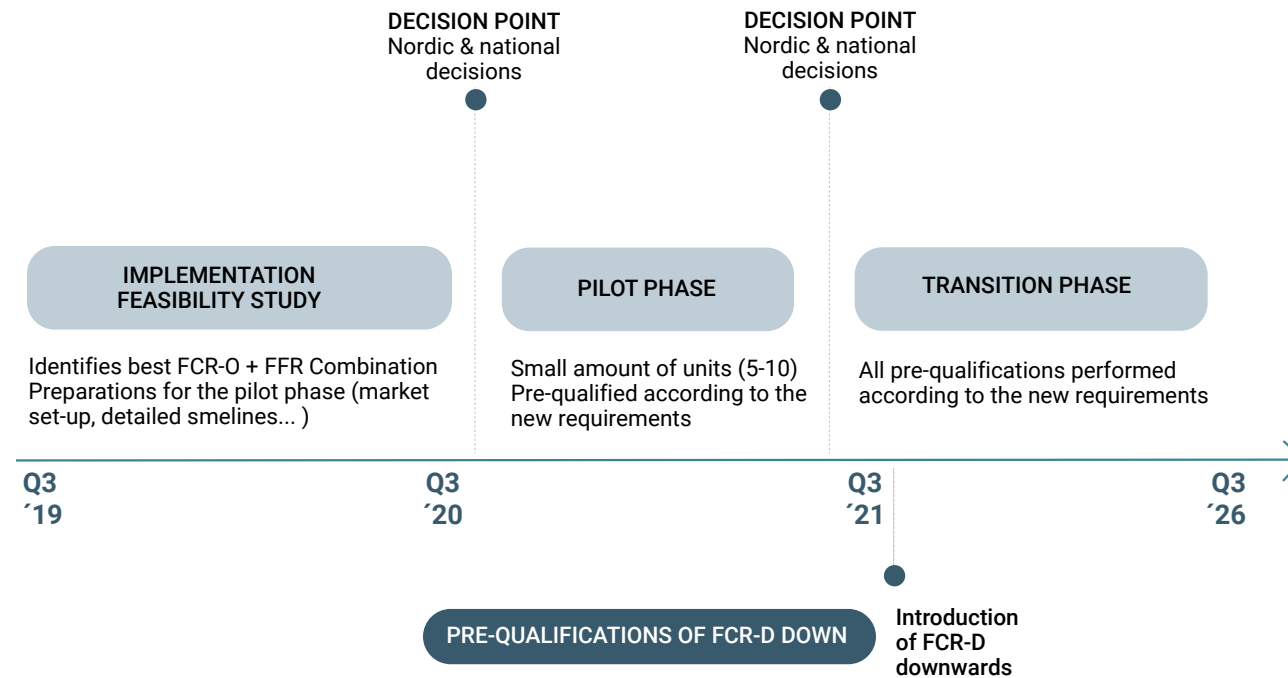 DECISION POINT
Nordic & national
decisions
DECISION POINT
Nordic & national
decisions
IMPLEMENTATION
FEASIBILITY STUDY
PILOT PHASE
TRANSITION PHASE
Identifies best FCR-O + FFR Combination
Preparations for the pilot phase (market
set-up, detailed smelines... )
Small amount of units (5-10)
Pre-qualified according to the
new requirements
All pre-qualifications performed
according to the new requirements
Q3
´19
Q3
´20
Q3
´21
Q3
´26
PRE-QUALIFICATIONS OF FCR-D DOWN
Introduction
of FCR-D
downwards